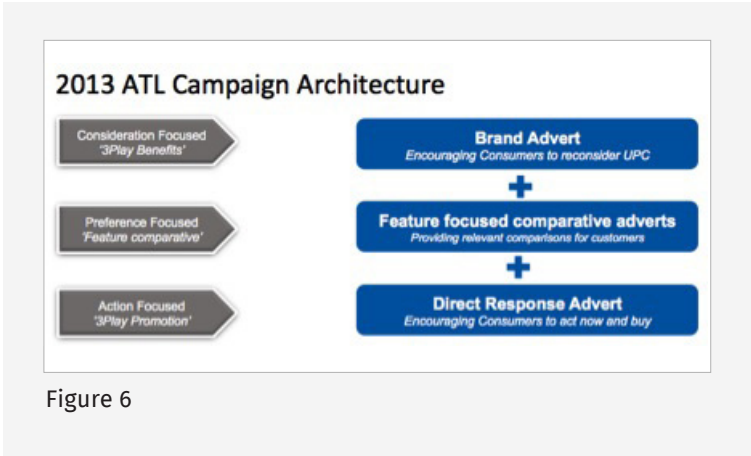 2013 ATL Campaign Architecture
Consideration Focused
'3Play Benefits'
Brand Advert
Encouraging Consumers to reconsider UPC
+
Preference Focused
'Feature comparative'
Feature focused comparative adverts
Providing relevant comparisons for customers
+
Action Focused
'3Play Promotion'
Direct Response Advert
Encouraging Consumers to act now and buy
Figure 6